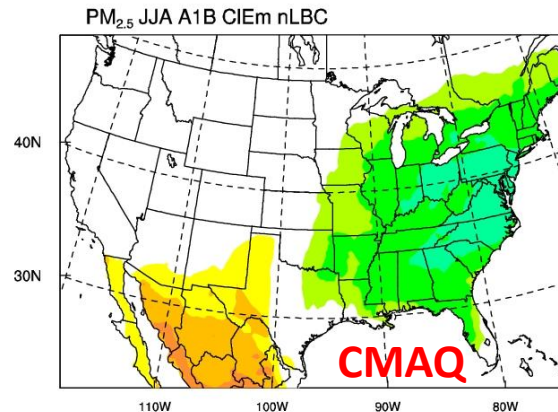 PM2.5 JJA A1B CIEm nLBC
40N
30N
CMAQ
110W 100W 90W 80W